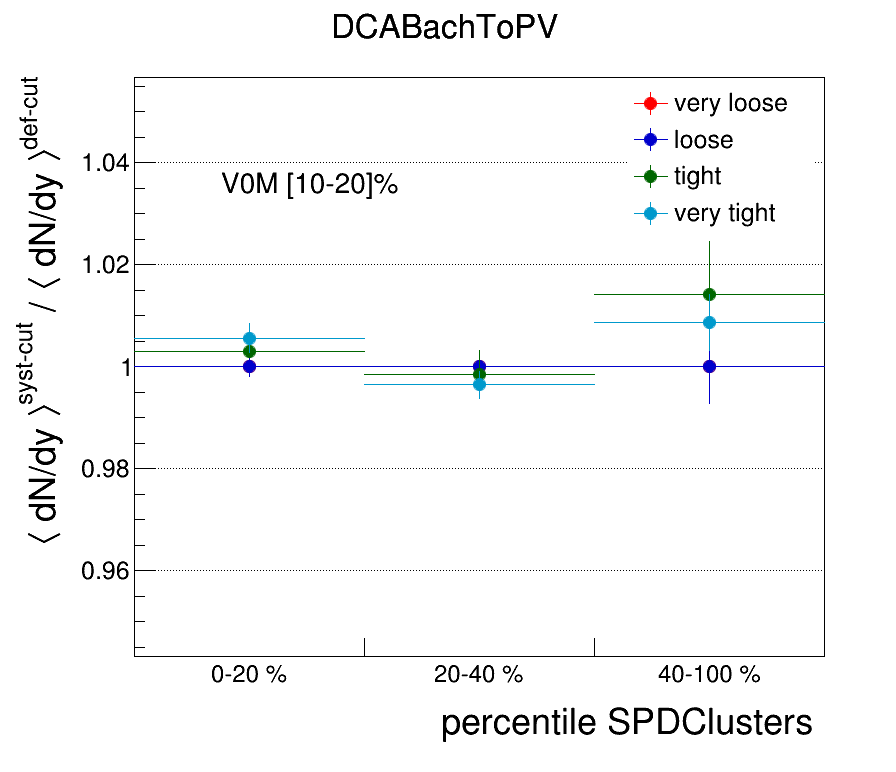 DCABachToPV
⟨ dN/dy ⟩^syst-cut / ⟨ dN/dy ⟩^def-cut
very loose
loose
tight
very tight
V0M [10-20]%
1.04
1.02
1
0.98
0.96
0-20 %
20-40 %
40-100 %
percentile SPDClusters